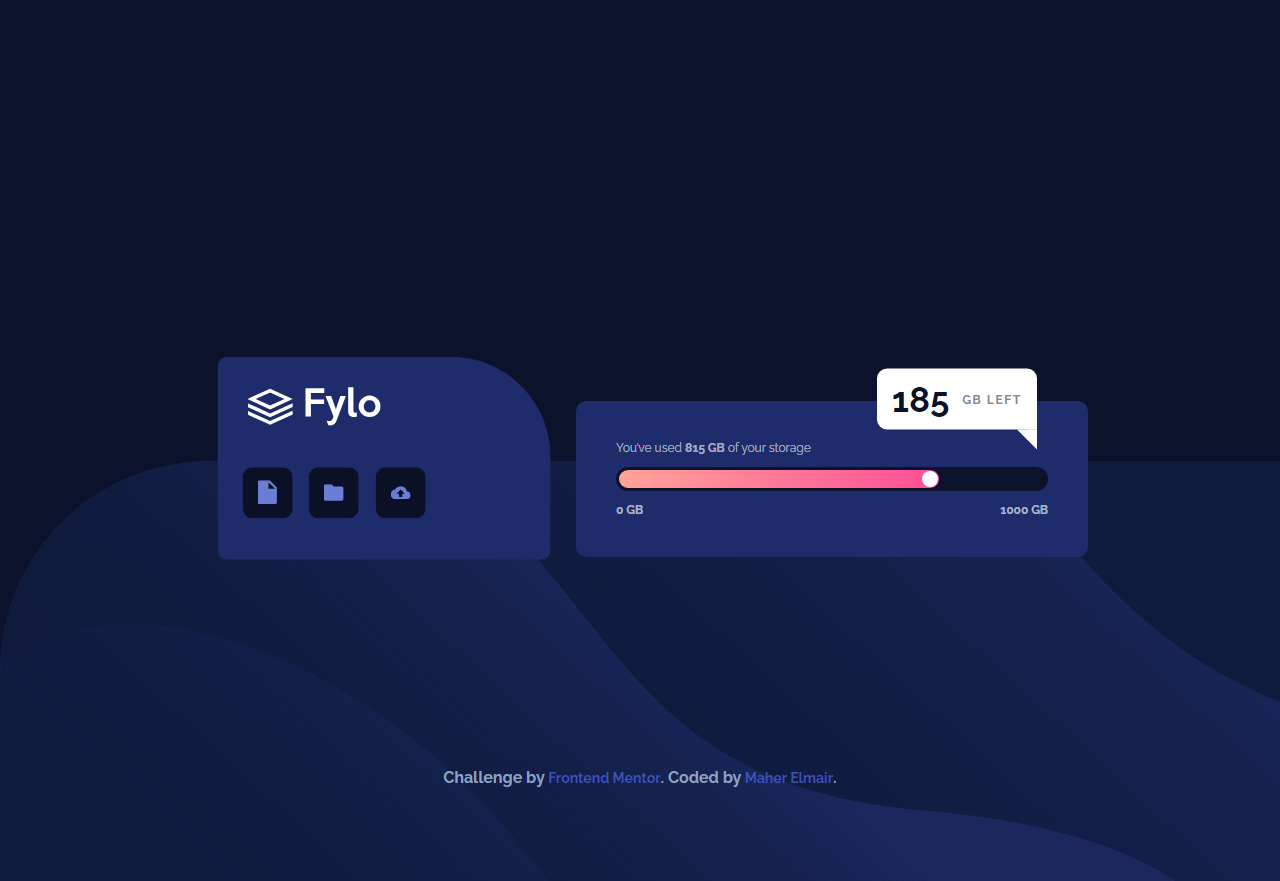 Fylo
185 GB LEFT
You've used 815 GB of your storage
0 GB 1000 GB
Challenge by Frontend Mentor. Coded by Maher Elmair.